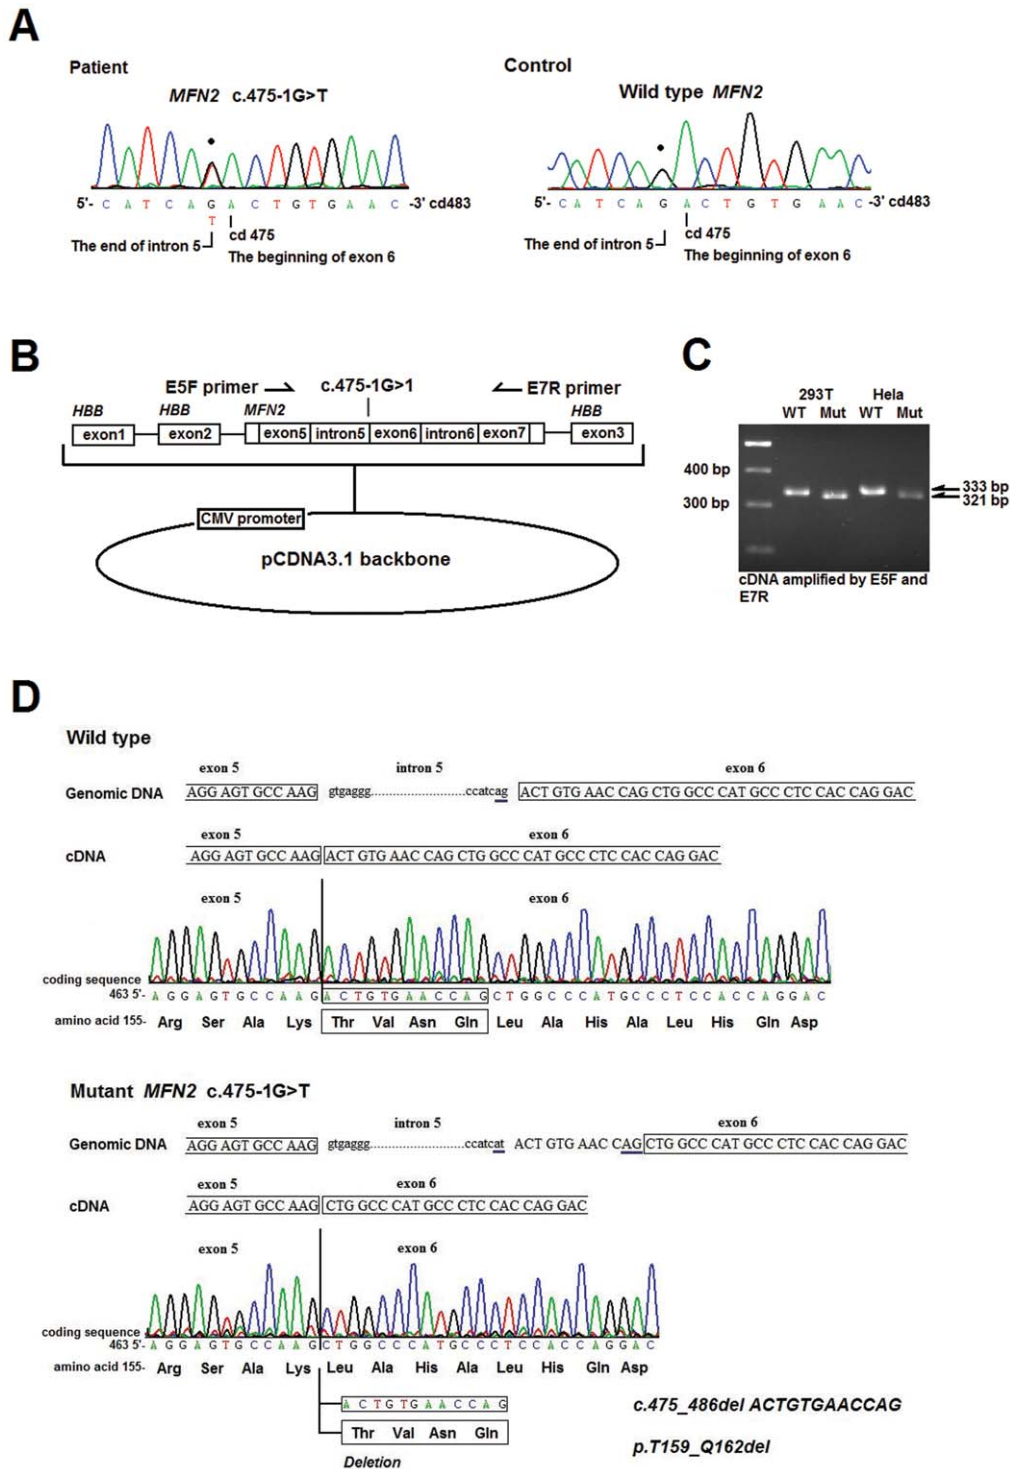 A
Patient
MFN2 c.475-1G>T
5'- C A T C A G A C T G T G A A C -3' cd483
T
cd 475
The end of intron 5
The beginning of exon 6
Control
Wild type MFN2
5'- C A T C A G A C T G T G A A C -3' cd483
cd 475
The end of intron 5
The beginning of exon 6
B
E5F primer c.475-1G>1 E7R primer
HBB HBB MFN2 HBB
exon1 exon2 exon5 intron5 exon6 intron6 exon7 exon3
CMV promoter
pCDNA3.1 backbone
C
293T Hela
WT Mut WT Mut
400 bp
333 bp
300 bp
321 bp
cDNA amplified by E5F and
E7R
D
Wild type
exon 5 intron 5 exon 6
Genomic DNA AGG AGT GCC AAG gtgaggg........................ccatcag ACT GTG AAC CAG CTG GCC CAT GCC CTC CAC CAG GAC
exon 5 exon 6
cDNA AGG AGT GCC AAG ACT GTG AAC CAG CTG GCC CAT GCC CTC CAC CAG GAC
exon 5 exon 6
coding sequence
463 5'- A G G A G T G C C A A G A C T G T G A A C C A G C T G G C C C A T G C C C T C C A C C A G G A C
amino acid 155- Arg Ser Ala Lys Thr Val Asn Gln Leu Ala His Ala Leu His Gln Asp
Mutant MFN2 c.475-1G>T
exon 5 intron 5 exon 6
Genomic DNA AGG AGT GCC AAG gtgaggg........................ccatcat ACT GTG AAC CAG CTG GCC CAT GCC CTC CAC CAG GAC
exon 5 exon 6
cDNA AGG AGT GCC AAG CTG GCC CAT GCC CTC CAC CAG GAC
exon 5 exon 6
coding sequence
463 5'- A G G A G T G C C A A G C T G G C C C A T G C C C T C C A C C A G G A C
amino acid 155- Arg Ser Ala Lys Leu Ala His Ala Leu His Gln Asp
A C T G T G A A C C A G c.475_486del ACTGTGAACCAG
Thr Val Asn Gln p.T159_Q162del
Deletion